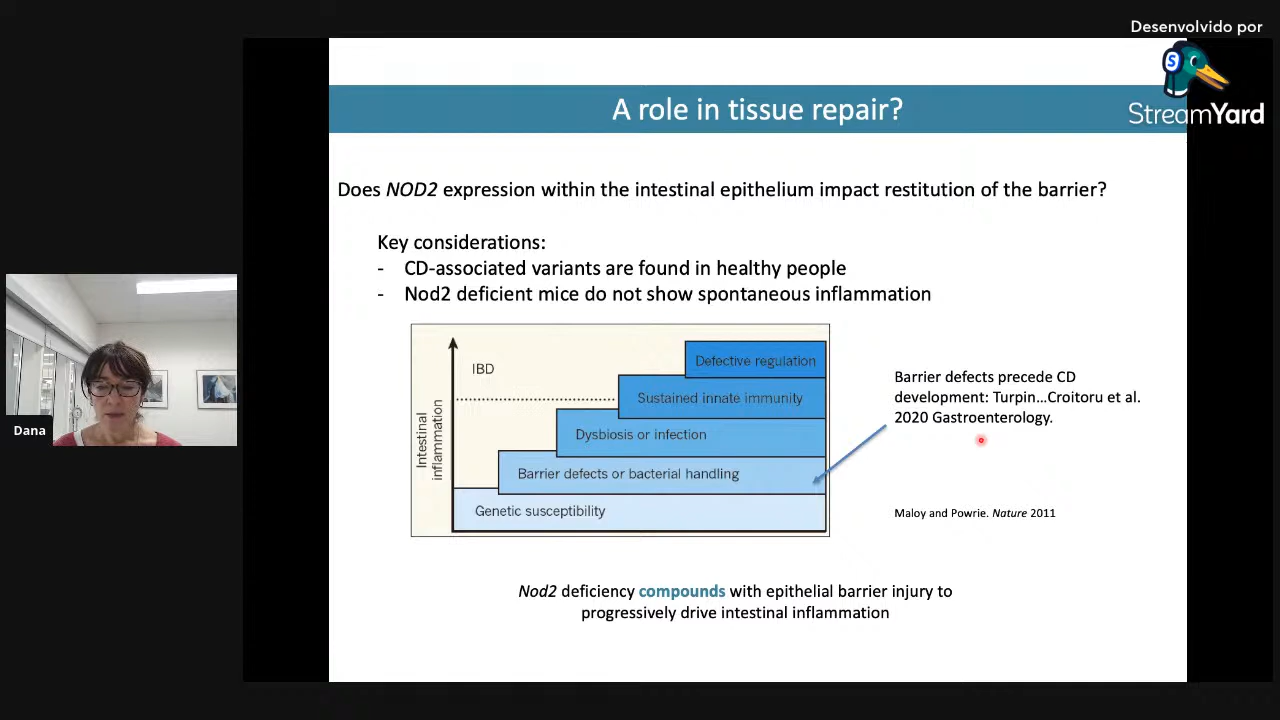 Desenvolvido por
StreamYard
A role in tissue repair?
Does NOD2 expression within the intestinal epithelium impact restitution of the barrier?
Key considerations:
- CD-associated variants are found in healthy people
- Nod2 deficient mice do not show spontaneous inflammation
Intestinal
inflammation
IBD
Defective regulation
Sustained innate immunity
Dysbiosis or infection
Barrier defects or bacterial handling
Genetic susceptibility
Barrier defects precede CD
development: Turpin…Croitoru et al.
2020 Gastroenterology.
Maloy and Powrie. Nature 2011
Nod2 deficiency compounds with epithelial barrier injury to
progressively drive intestinal inflammation
Dana